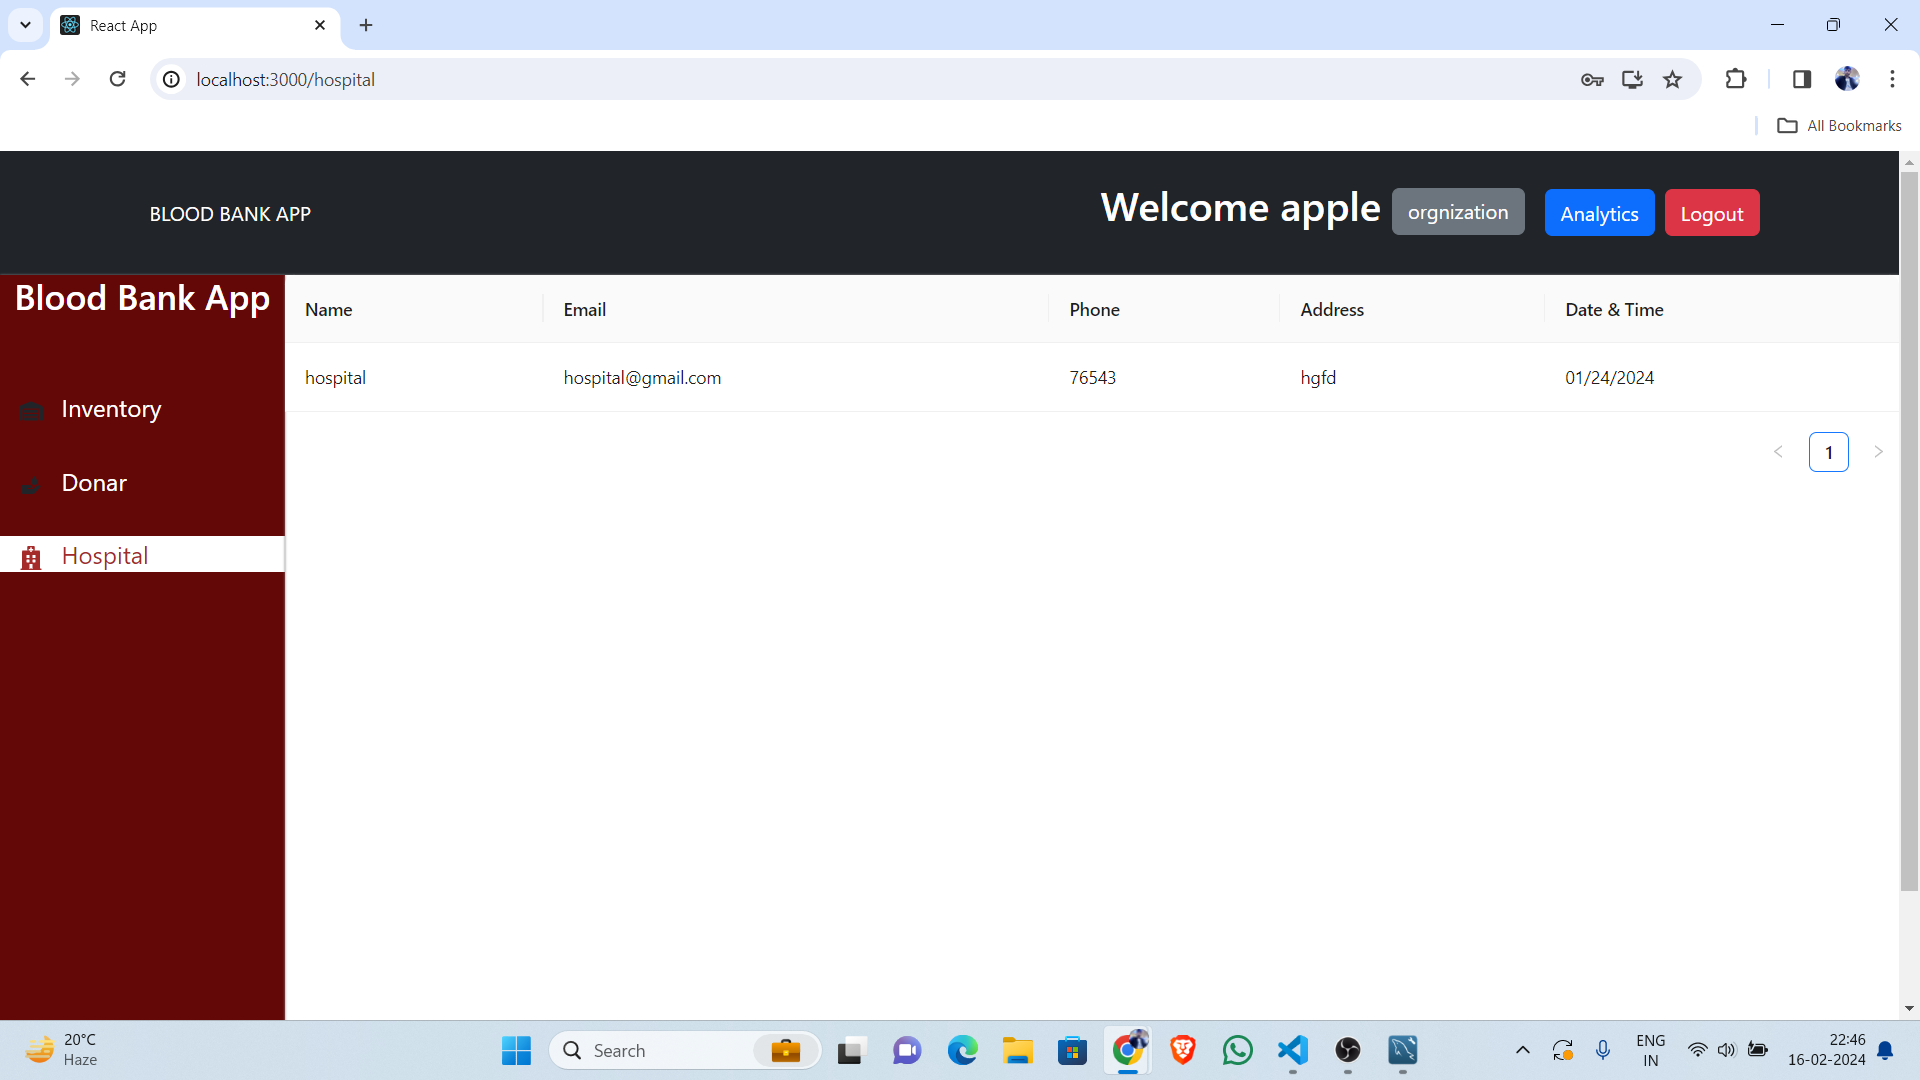 React App
localhost:3000/hospital
All Bookmarks
BLOOD BANK APP
Welcome apple orgnization Analytics Logout
Blood Bank App
Inventory
Donar
Hospital
Name Email Phone Address Date & Time
hospital hospital@gmail.com 76543 hgfd 01/24/2024
1
20°C
Haze
Search
ENG
IN
22:46
16-02-2024